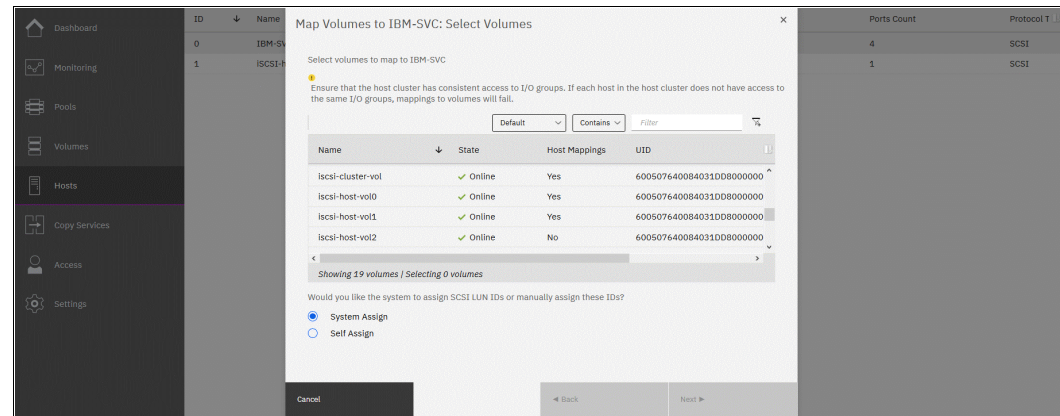 ID Name Ports Count Protocol T
Dashboard
Monitoring
Pools
Volumes
Hosts
Copy Services
Access
Settings
0 IBM-SV 4 SCSI
1 iSCSI-h 1 SCSI
Map Volumes to IBM-SVC: Select Volumes
Select volumes to map to IBM-SVC
Ensure that the host cluster has consistent access to I/O groups. If each host in the host cluster does not have access to
the same I/O groups, mappings to volumes will fail.
Default Contains Filter
Name State Host Mappings UID
iscsi-cluster-vol Online Yes 600507640084031DD8000000
iscsi-host-vol0 Online Yes 600507640084031DD8000000
iscsi-host-vol1 Online Yes 600507640084031DD8000000
iscsi-host-vol2 Online No 600507640084031DD8000000
Showing 19 volumes | Selecting 0 volumes
Would you like the system to assign SCSI LUN IDs or manually assign these IDs?
System Assign
Self Assign
Cancel Back Next